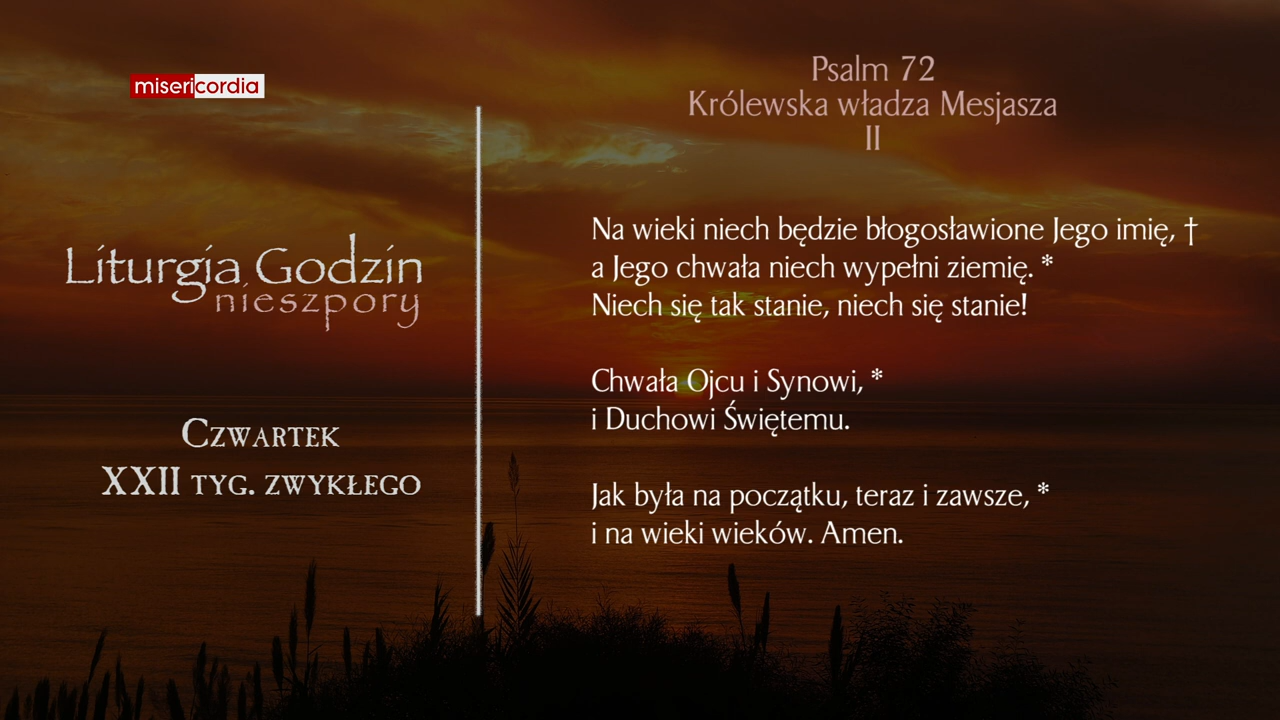 misericordia
Liturgia Godzin
nieszpory
Czwartek
XXII tyg. zwykłego
Psalm 72
Królewska władza Mesjasza
II
Na wieki niech będzie błogosławione Jego imię, †
a Jego chwała niech wypełni ziemię. *
Niech się tak stanie, niech się stanie!
Chwała Ojcu i Synowi, *
i Duchowi Świętemu.
Jak była na początku, teraz i zawsze, *
i na wieki wieków. Amen.